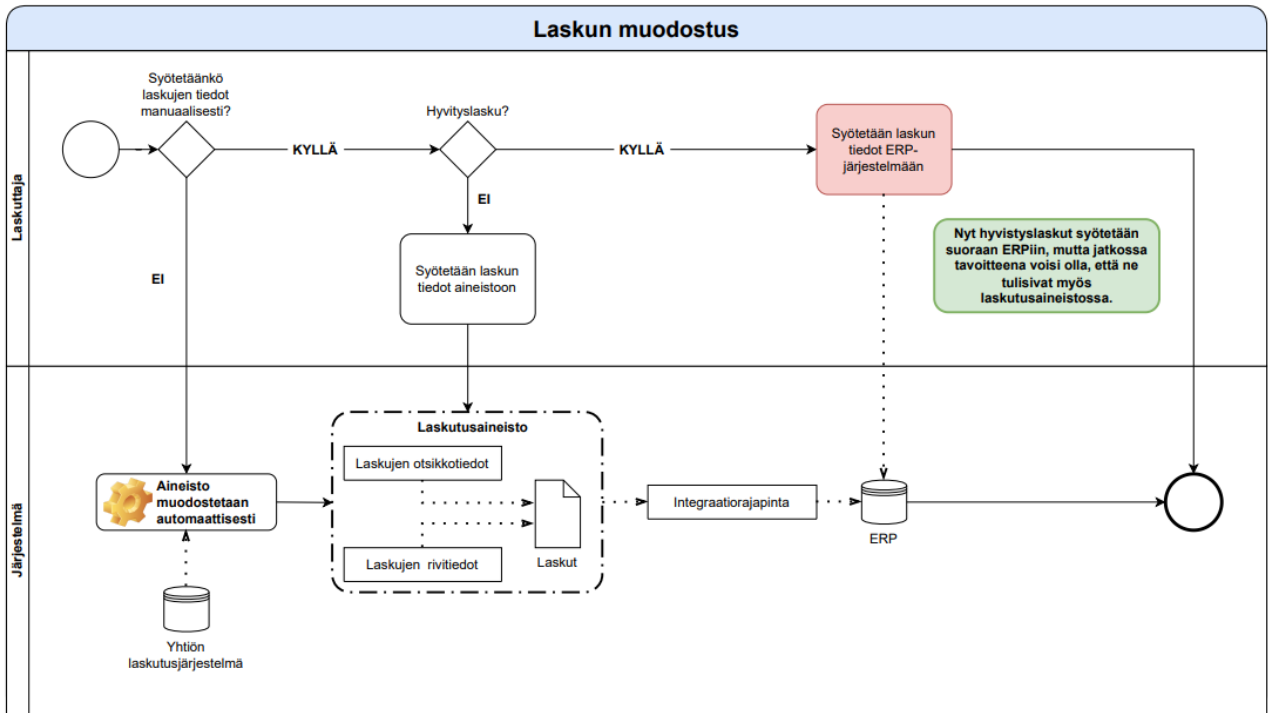 Laskun muodostus
Laskuttaja
Syötetäänkö
laskujen tiedot
manuaalisesti?
KYLLÄ
Hyvityslasku?
KYLLÄ
Syötetään laskun
tiedot ERP-
järjestelmään
EI
EI
Syötetään laskun
tiedot aineistoon
Nyt hyvistyslaskut syötetään
suoraan ERPiin, mutta jatkossa
tavoitteena voisi olla, että ne
tulisivat myös
laskutusaineistossa.
Järjestelmä
Aineisto
muodostetaan
automaattisesti
Yhtiön
laskutusjärjestelmä
Laskutusaineisto
Laskujen otsikkotiedot
Laskujen rivitiedot
Laskut
Integraatiorajapinta
ERP